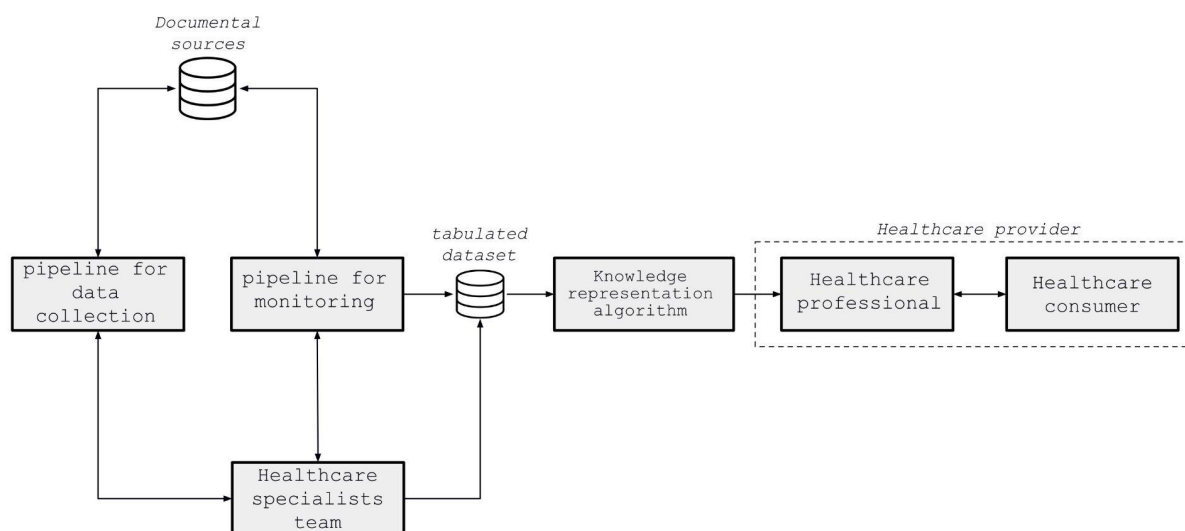 Documental
sources
pipeline for
data
collection
pipeline for
monitoring
tabulated
dataset
Knowledge
representation
algorithm
Healthcare provider
Healthcare
professional
Healthcare
consumer
Healthcare
specialists
team